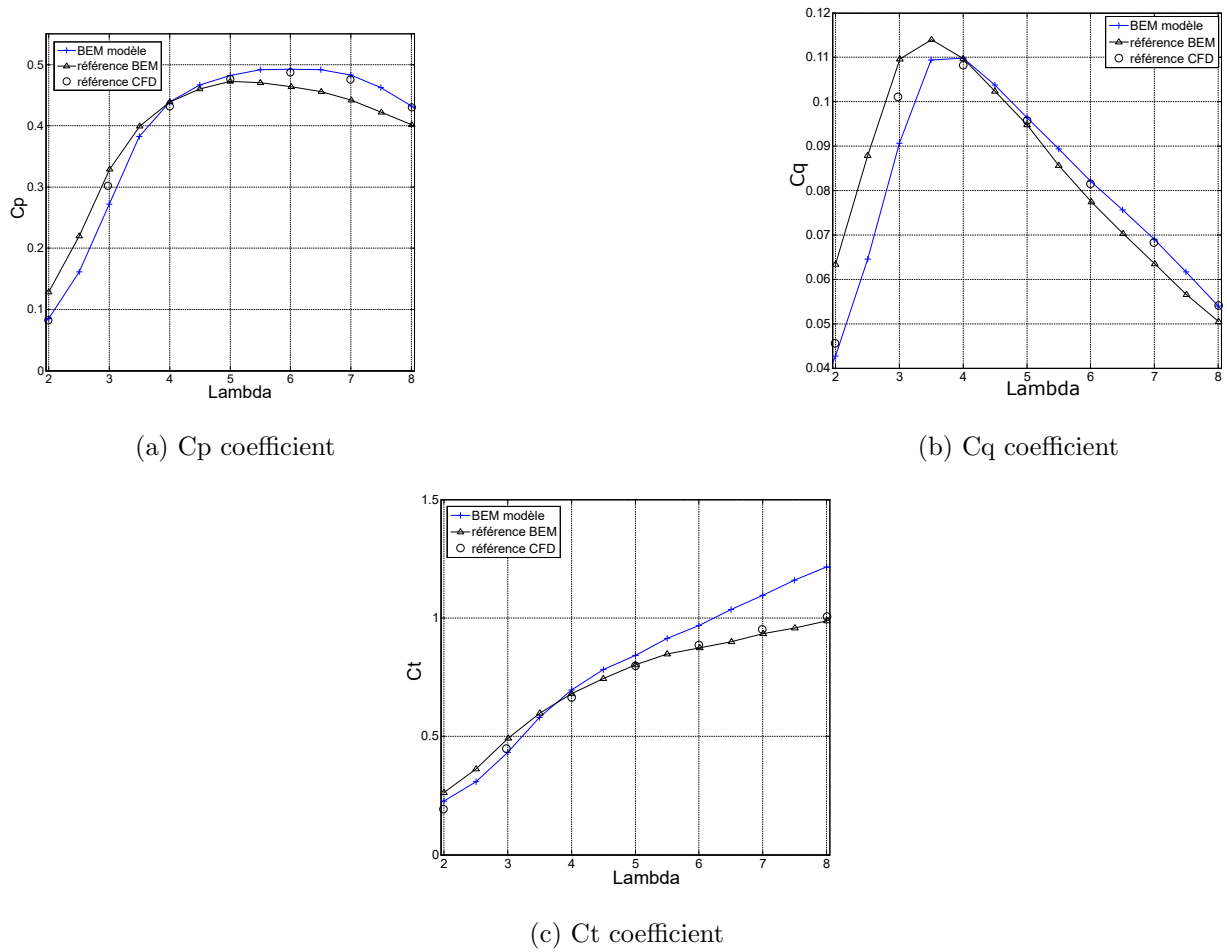 BEM modèle
référence BEM
référence CFD
0.5
0.4
0.3
0.2
0.1
0
Cp
2 3 4 5 6 7 8
Lambda
(a) Cp coefficient
BEM modèle
référence BEM
référence CFD
0.12
0.11
0.1
0.09
0.08
0.07
0.06
0.05
0.04
Cq
2 3 4 5 6 7 8
Lambda
(b) Cq coefficient
BEM modèle
référence BEM
référence CFD
1.5
1
0.5
0
Ct
2 3 4 5 6 7 8
Lambda
(c) Ct coefficient